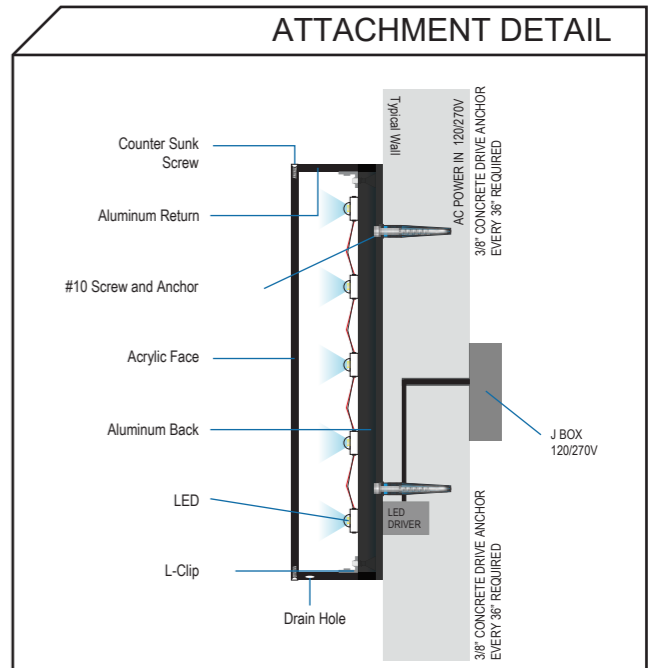 ATTACHMENT DETAIL
Counter Sunk
Screw
Aluminum Return
#10 Screw and Anchor
Acrylic Face
Aluminum Back
LED
L-Clip
Drain Hole
Typical Wall
AC POWER IN 120/270V
3/8" CONCRETE DRIVE ANCHOR
EVERY 36" REQUIRED
J BOX
120/270V
LED
DRIVER
3/8" CONCRETE DRIVE ANCHOR
EVERY 36" REQUIRED